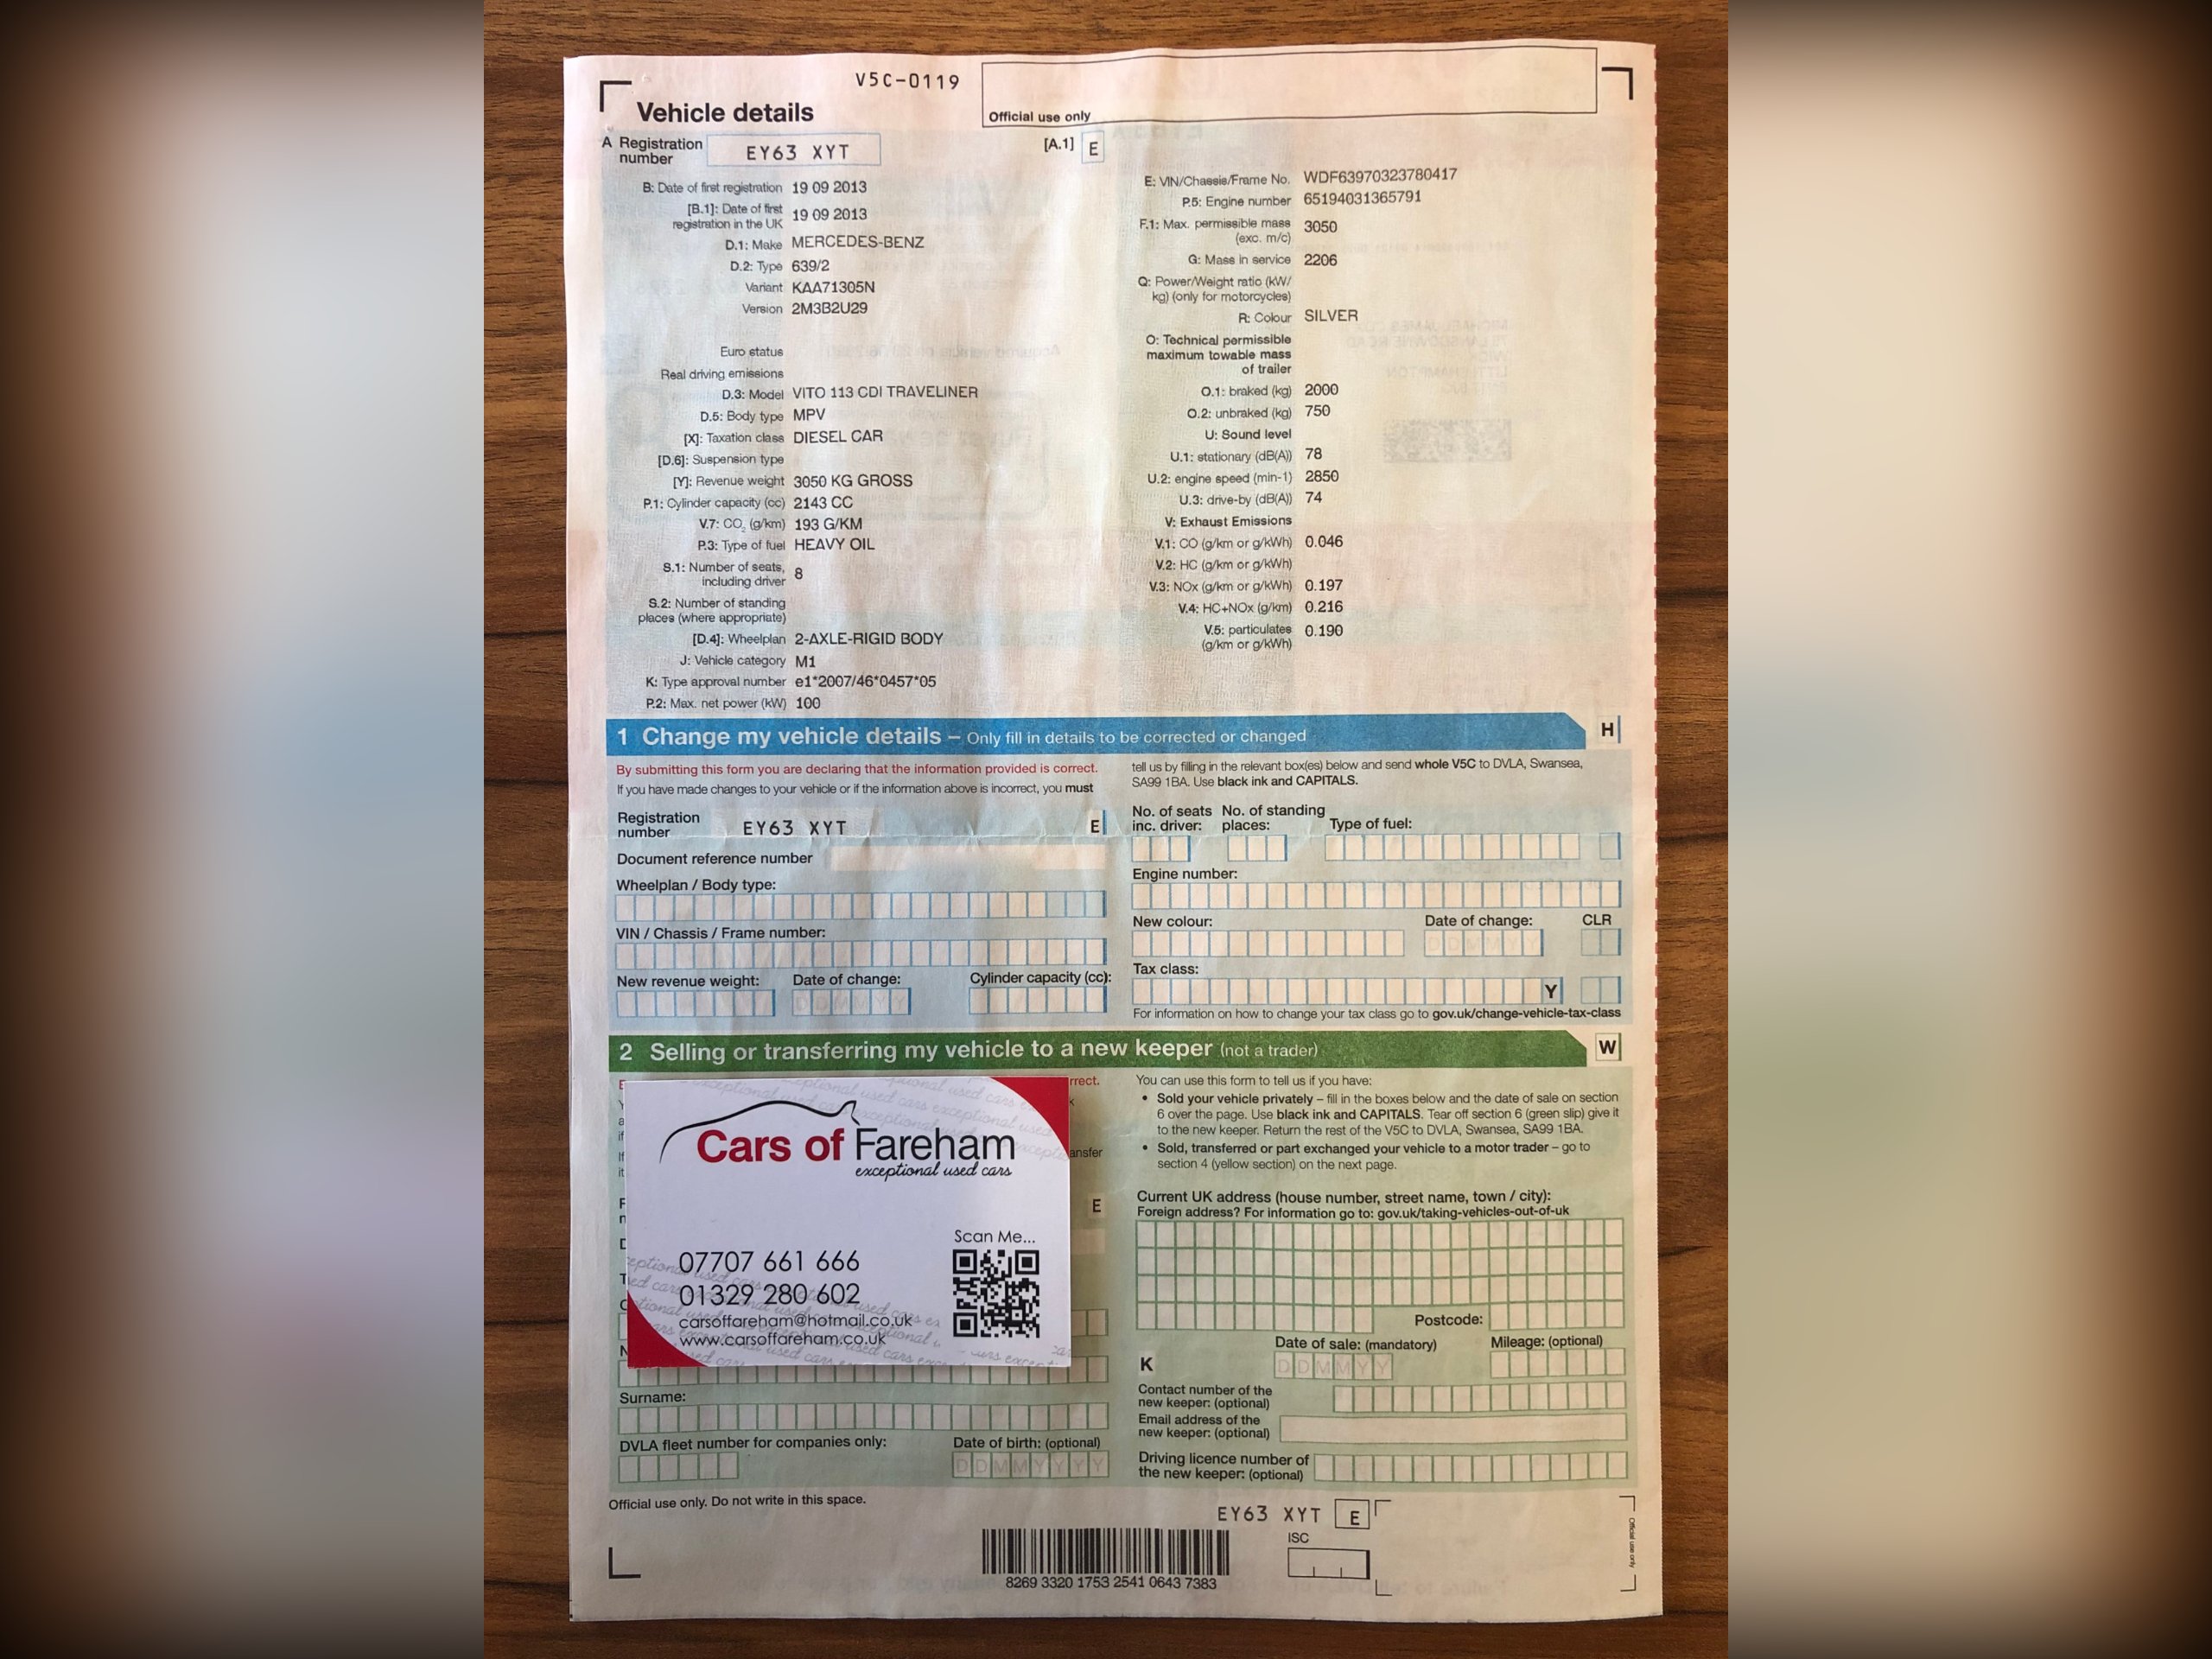 V5C-0119
Vehicle details
Official use only
A Registration number EY63 XYT
[A.1] E
B: Date of first registration 19 09 2013
[B.1]: Date of first registration in the UK 19 09 2013
D.1: Make MERCEDES-BENZ
D.2: Type 639/2
Variant KAA71305N
Version 2M3B2U29
Euro status
Real driving emissions
D.3: Model VITO 113 CDI TRAVELINER
D.5: Body type MPV
[X]: Taxation class DIESEL CAR
[D.6]: Suspension type
[Y]: Revenue weight 3050 KG GROSS
P.1: Cylinder capacity (cc) 2143 CC
V.7: CO2 (g/km) 193 G/KM
P.3: Type of fuel HEAVY OIL
S.1: Number of seats, including driver 8
S.2: Number of standing places (where appropriate)
[D.4]: Wheelplan 2-AXLE-RIGID BODY
J: Vehicle category M1
K: Type approval number e1*2007/46*0457*05
P.2: Max. net power (kW) 100
E: VIN/Chassis/Frame No. WDF63970323780417
P.5: Engine number 65194031365791
F.1: Max. permissible mass (exc. m/c) 3050
G: Mass in service 2206
Q: Power/Weight ratio (kW/kg) (only for motorcycles)
R: Colour SILVER
O: Technical permissible maximum towable mass of trailer
O.1: braked (kg) 2000
O.2: unbraked (kg) 750
U: Sound level
U.1: stationary (dB(A)) 78
U.2: engine speed (min-1) 2850
U.3: drive-by (dB(A)) 74
V: Exhaust Emissions
V.1: CO (g/km or g/kWh) 0.046
V.2: HC (g/km or g/kWh)
V.3: NOx (g/km or g/kWh) 0.197
V.4: HC+NOx (g/km) 0.216
V.5: particulates (g/km or g/kWh) 0.190
1 Change my vehicle details – Only fill in details to be corrected or changed
H
By submitting this form you are declaring that the information provided is correct.
If you have made changes to your vehicle or if the information above is incorrect, you must
tell us by filling in the relevant box(es) below and send whole V5C to DVLA, Swansea,
SA99 1BA. Use black ink and CAPITALS.
Registration number EY63 XYT E
Document reference number
Wheelplan / Body type:
VIN / Chassis / Frame number:
New revenue weight: Date of change: Cylinder capacity (cc):
DDMMYY
No. of seats inc. driver: No. of standing places: Type of fuel:
Engine number:
New colour: Date of change: CLR
DDMMYY
Tax class:
Y
For information on how to change your tax class go to gov.uk/change-vehicle-tax-class
2 Selling or transferring my vehicle to a new keeper (not a trader)
W
rrect.
ansfer
E
Cars of Fareham
exceptional used cars
Scan Me...
07707 661 666
01329 280 602
carsoffareham@hotmail.co.uk
www.carsoffareham.co.uk
Surname:
DVLA fleet number for companies only: Date of birth: (optional)
DDMMYYYY
You can use this form to tell us if you have:
• Sold your vehicle privately – fill in the boxes below and the date of sale on section
6 over the page. Use black ink and CAPITALS. Tear off section 6 (green slip) give it
to the new keeper. Return the rest of the V5C to DVLA, Swansea, SA99 1BA.
• Sold, transferred or part exchanged your vehicle to a motor trader – go to
section 4 (yellow section) on the next page.
Current UK address (house number, street name, town / city):
Foreign address? For information go to: gov.uk/taking-vehicles-out-of-uk
Postcode:
Date of sale: (mandatory) Mileage: (optional)
K DDMMYY
Contact number of the new keeper: (optional)
Email address of the new keeper: (optional)
Driving licence number of the new keeper: (optional)
Official use only. Do not write in this space.
EY63 XYT E
ISC
8269 3320 1753 2541 0643 7383
Official use only